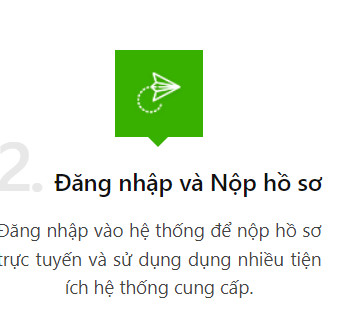 2. Đăng nhập và Nộp hồ sơ
Đăng nhập vào hệ thống để nộp hồ sơ
trực tuyến và sử dụng dụng nhiều tiện
ích hệ thống cung cấp.